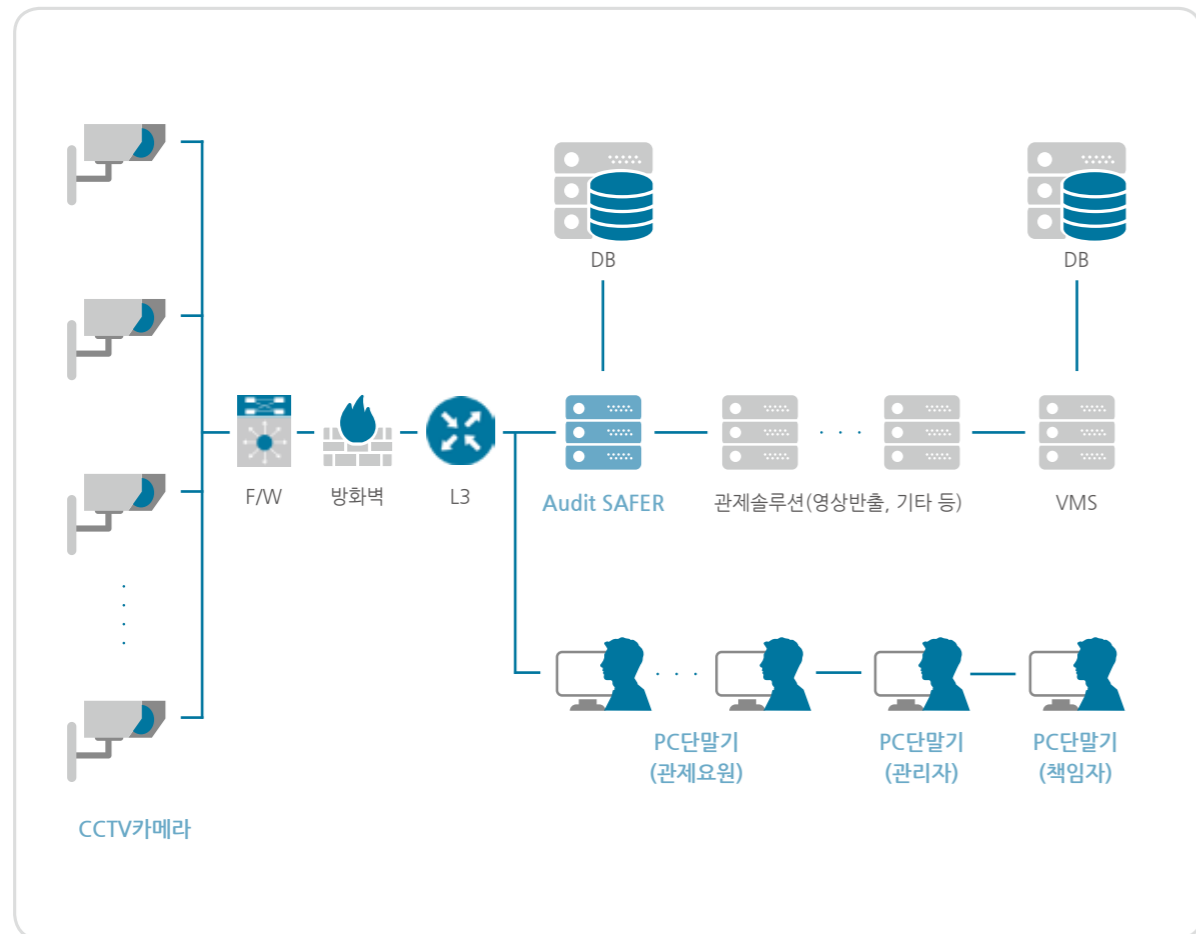 DB
DB
F/W
방화벽
L3
Audit SAFER
관제솔루션(영상반출, 기타 등)
VMS
PC단말기
(관제요원)
PC단말기
(관리자)
PC단말기
(책임자)
CCTV카메라